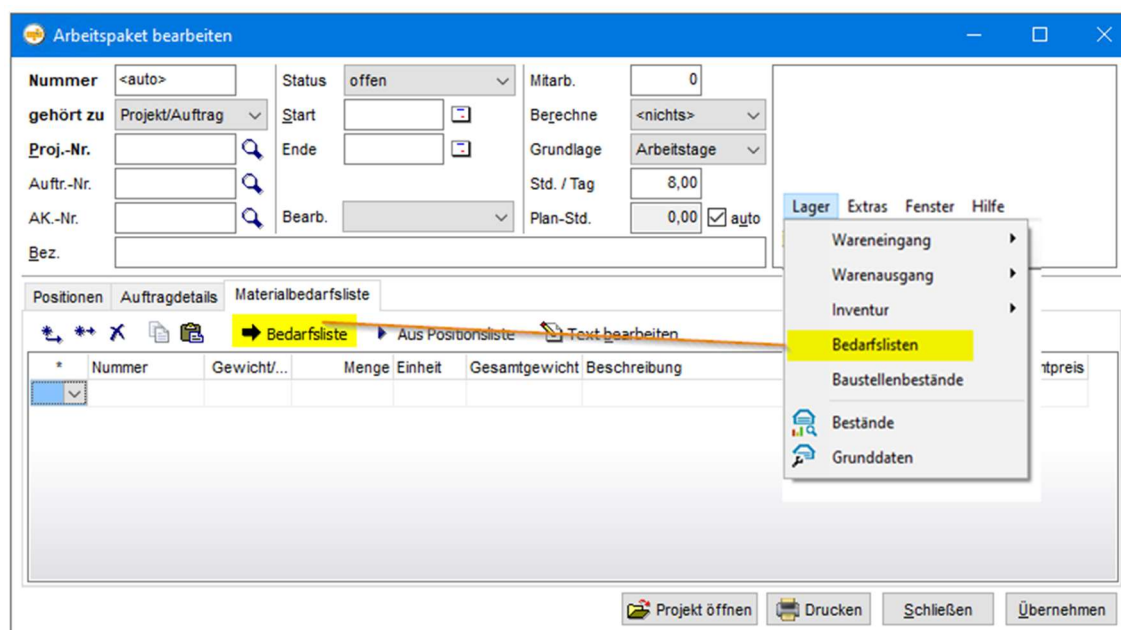 Arbeitspaket bearbeiten
Nummer <auto> Status offen Mitarb. 0
gehört zu Projekt/Auftrag Start Berechne <nichts>
Proj.-Nr. Ende Grundlage Arbeitstage
Auftr.-Nr. Std. / Tag 8,00
AK.-Nr. Bearb. Plan-Std. 0,00 auto
Bez.
Lager Extras Fenster Hilfe
Wareneingang
Warenausgang
Inventur
Bedarfslisten
Baustellenbestände
Bestände
Grunddaten
Positionen Auftragdetails Materialbedarfsliste
Bedarfsliste Aus Positionsliste Text bearbeiten
* Nummer Gewicht/... Menge Einheit Gesamtgewicht Beschreibung ntpreis
Projekt öffnen Drucken Schließen Übernehmen